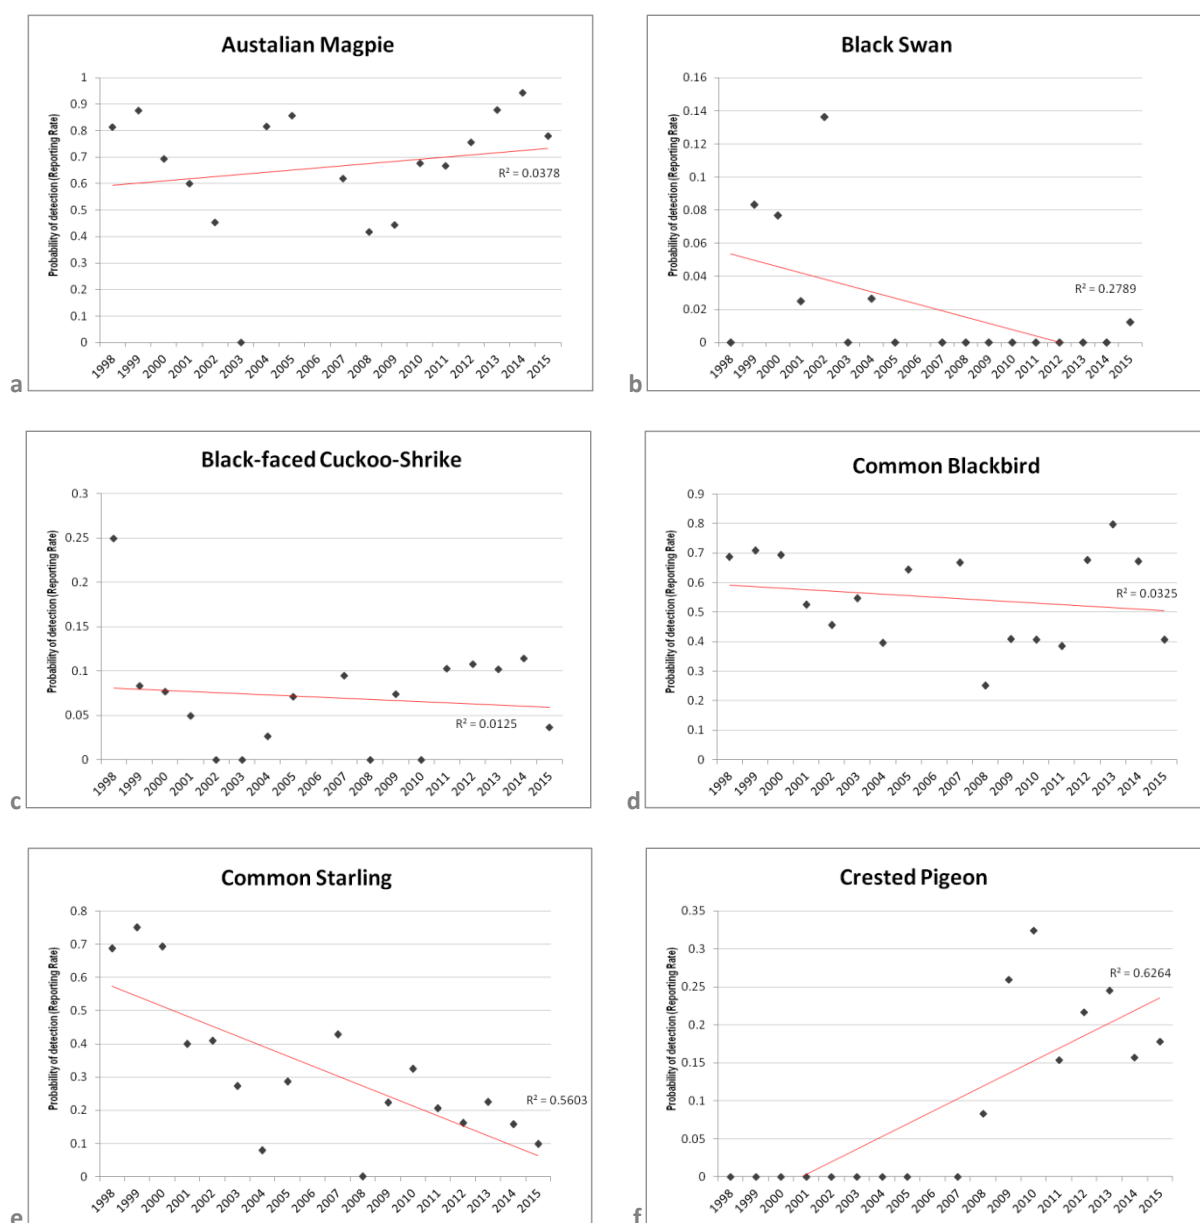 Austalian Magpie
Probability of detection (Reporting Rate)
1
0.9
0.8
0.7
0.6
0.5
0.4
0.3
0.2
0.1
0
R² = 0.0378
1998 1999 2000 2001 2002 2003 2004 2005 2006 2007 2008 2009 2010 2011 2012 2013 2014 2015
a
Black Swan
Probability of detection (Reporting Rate)
0.16
0.14
0.12
0.1
0.08
0.06
0.04
0.02
0
R² = 0.2789
1998 1999 2000 2001 2002 2003 2004 2005 2006 2007 2008 2009 2010 2011 2012 2013 2014 2015
b
Black-faced Cuckoo-Shrike
Probability of detection (Reporting Rate)
0.3
0.25
0.2
0.15
0.1
0.05
0
R² = 0.0125
1998 1999 2000 2001 2002 2003 2004 2005 2006 2007 2008 2009 2010 2011 2012 2013 2014 2015
c
Common Blackbird
Probability of detection (Reporting Rate)
0.9
0.8
0.7
0.6
0.5
0.4
0.3
0.2
0.1
0
R² = 0.0325
1998 1999 2000 2001 2002 2003 2004 2005 2006 2007 2008 2009 2010 2011 2012 2013 2014 2015
d
Common Starling
Probability of detection (Reporting Rate)
0.8
0.7
0.6
0.5
0.4
0.3
0.2
0.1
0
R² = 0.5603
1998 1999 2000 2001 2002 2003 2004 2005 2006 2007 2008 2009 2010 2011 2012 2013 2014 2015
e
Crested Pigeon
Probability of detection (Reporting Rate)
0.35
0.3
0.25
0.2
0.15
0.1
0.05
0
R² = 0.6264
1998 1999 2000 2001 2002 2003 2004 2005 2006 2007 2008 2009 2010 2011 2012 2013 2014 2015
f